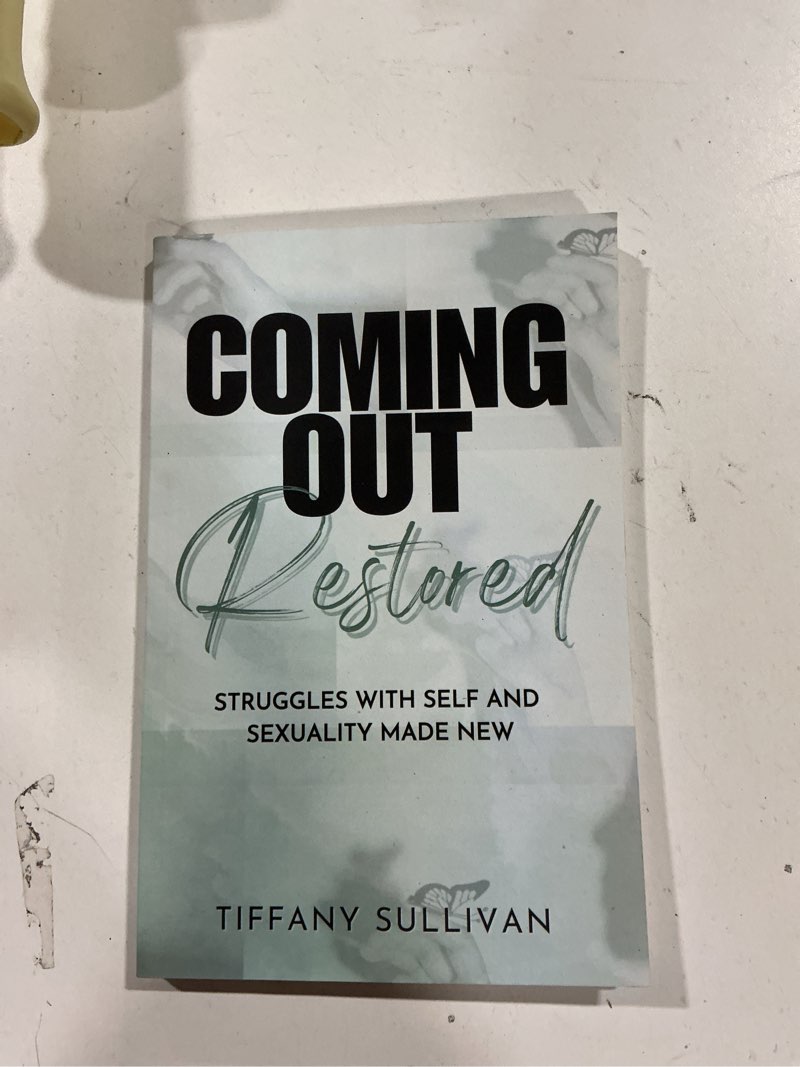 COMING
OUT
Restored
STRUGGLES WITH SELF AND
SEXUALITY MADE NEW
TIFFANY SULLIVAN